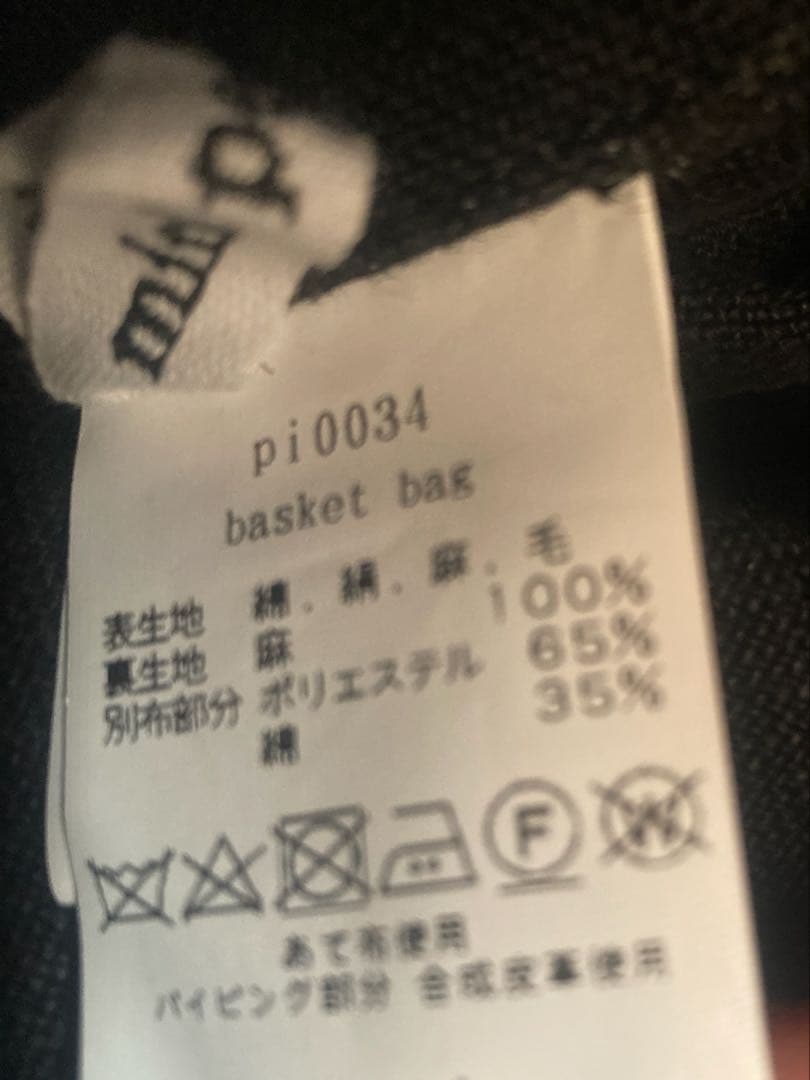 pi0034
basket bag
表生地 綿、絹、麻、毛
裏生地 麻 100%
別布部分 ポリエステル 65%
綿 35%
F
W
あて布使用
パイピング部分 合成皮革使用